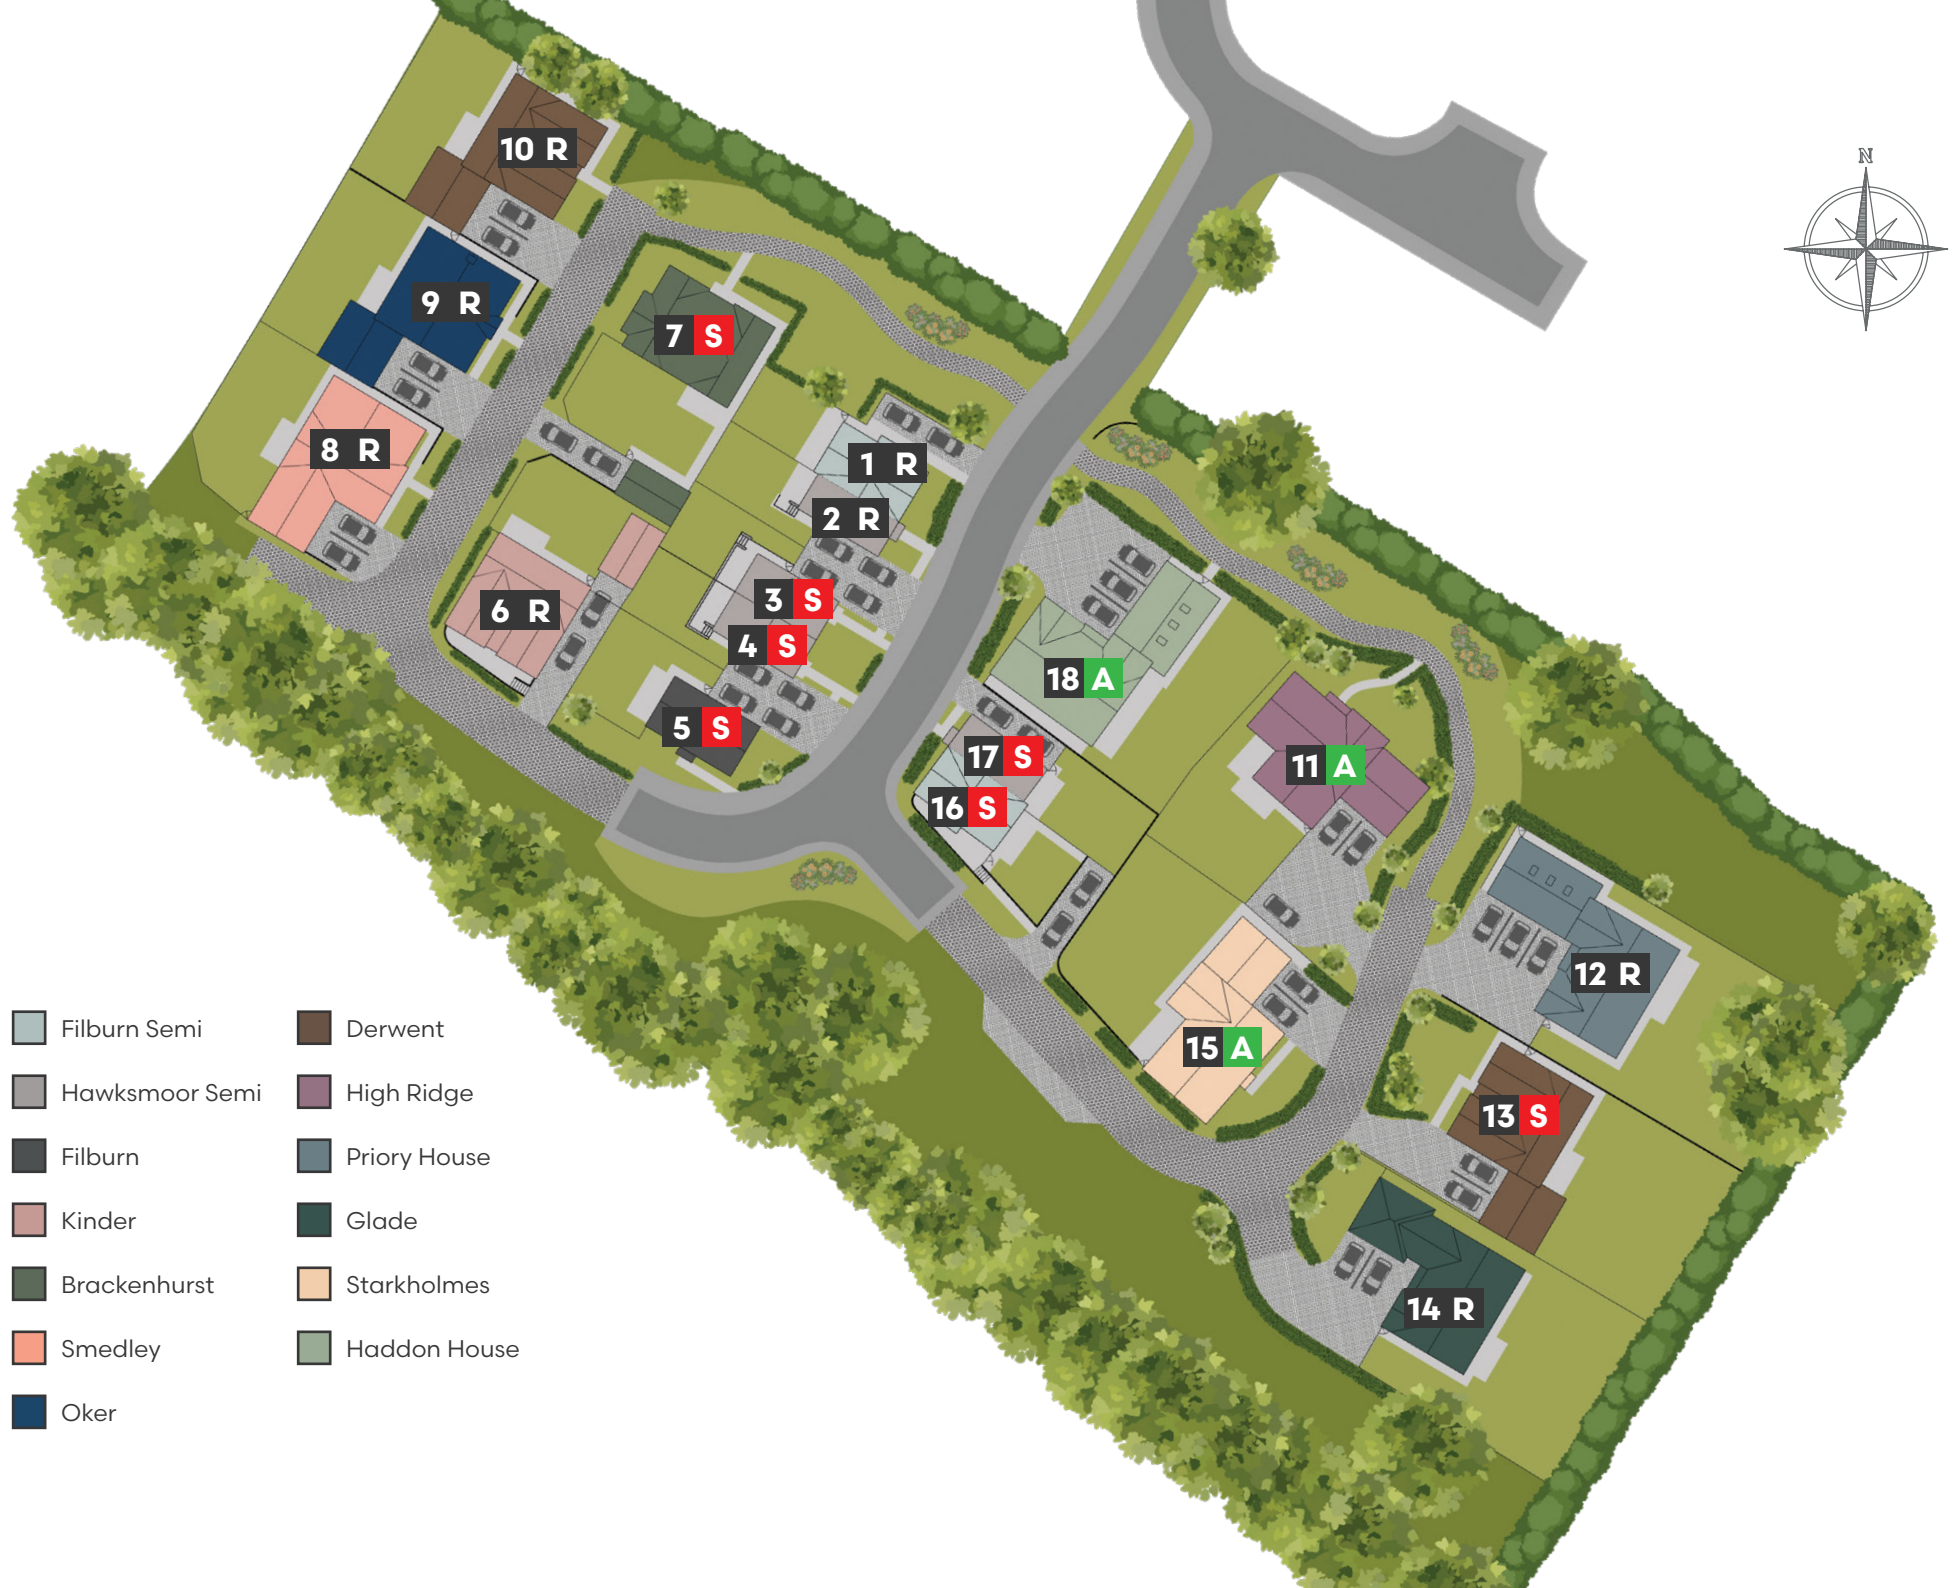 N
10 R
9 R
7 S
8 R
1 R
2 R
3 S
6 R
4 S
18 A
5 S
17 S
11 A
16 S
12 R
15 A
13 S
14 R
Filburn Semi
Hawksmoor Semi
Filburn
Kinder
Brackenhurst
Smedley
Oker
Derwent
High Ridge
Priory House
Glade
Starkholmes
Haddon House